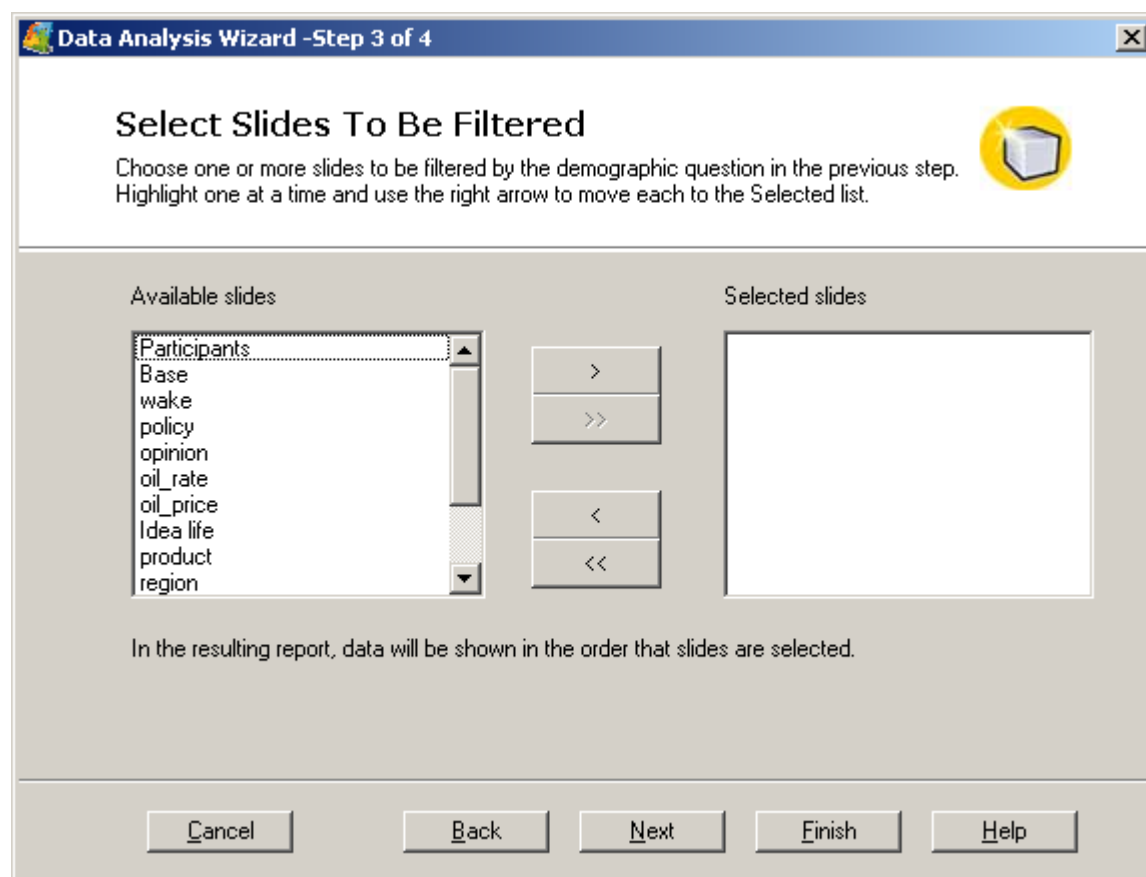 Data Analysis Wizard -Step 3 of 4
Select Slides To Be Filtered
Choose one or more slides to be filtered by the demographic question in the previous step.
Highlight one at a time and use the right arrow to move each to the Selected list.
Available slides
Selected slides
Participants
Base
wake
policy
opinion
oil_rate
oil_price
Idea life
product
region
>
>>
<
<<
In the resulting report, data will be shown in the order that slides are selected.
Cancel Back Next Finish Help